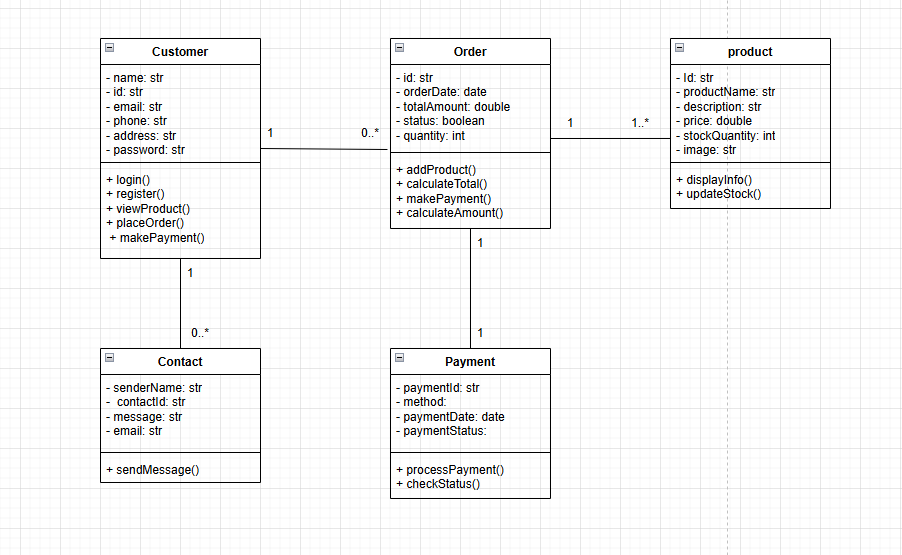 Customer
- name: str
- id: str
- email: str
- phone: str
- address: str
- password: str
+ login()
+ register()
+ viewProduct()
+ placeOrder()
+ makePayment()
1
0..*
Order
- id: str
- orderDate: date
- totalAmount: double
- status: boolean
- quantity: int
+ addProduct()
+ calculateTotal()
+ makePayment()
+ calculateAmount()
1
1..*
product
- Id: str
- productName: str
- description: str
- price: double
- stockQuantity: int
- image: str
+ displayInfo()
+ updateStock()
1
0..*
Contact
- senderName: str
- contactId: str
- message: str
- email: str
+ sendMessage()
1
1
Payment
- paymentId: str
- method:
- paymentDate: date
- paymentStatus:
+ processPayment()
+ checkStatus()